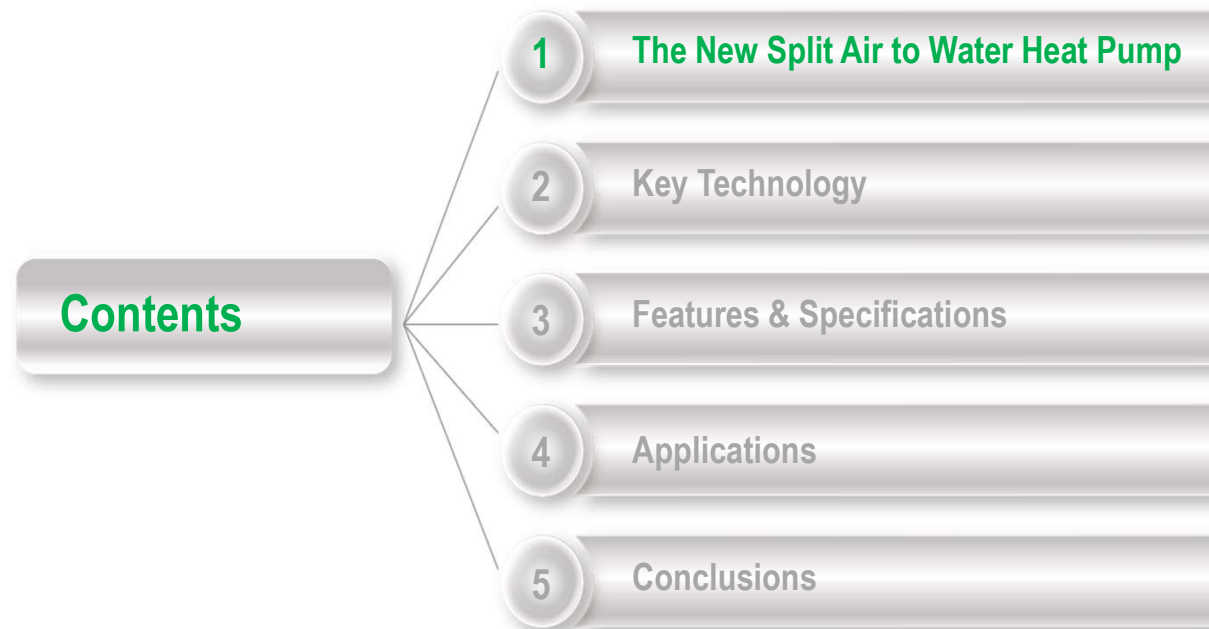 Contents
1 The New Split Air to Water Heat Pump
2 Key Technology
3 Features & Specifications
4 Applications
5 Conclusions